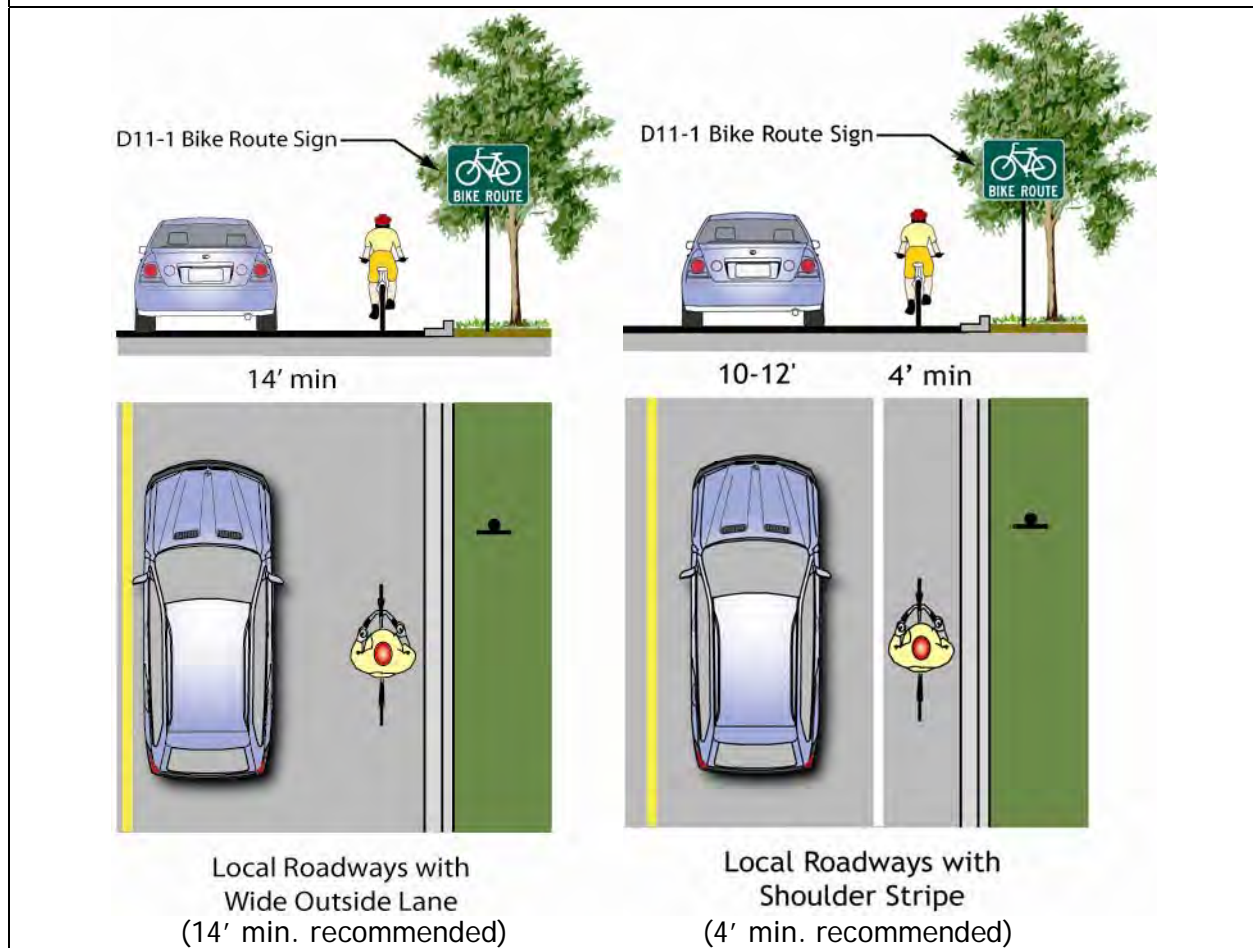 D11-1 Bike Route Sign
BIKE ROUTE
14' min
Local Roadways with
Wide Outside Lane
(14' min. recommended)
D11-1 Bike Route Sign
BIKE ROUTE
10-12'
4' min
Local Roadways with
Shoulder Stripe
(4' min. recommended)